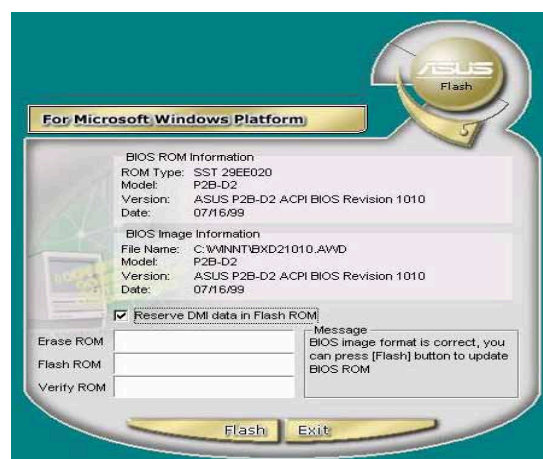 ASUS
Flash
For Microsoft Windows Platform
BIOS ROM Information
ROM Type: SST 29EE020
Model: P2B-D2
Version: ASUS P2B-D2 ACPI BIOS Revision 1010
Date: 07/16/99
BIOS Image Information
File Name: C:\WINNT\BXD21010.AWD
Model: P2B-D2
Version: ASUS P2B-D2 ACPI BIOS Revision 1010
Date: 07/16/99
Reserve DMI data in Flash ROM
Erase ROM
Flash ROM
Verify ROM
Message
BIOS image format is correct, you
can press [Flash] button to update
BIOS ROM
Flash Exit